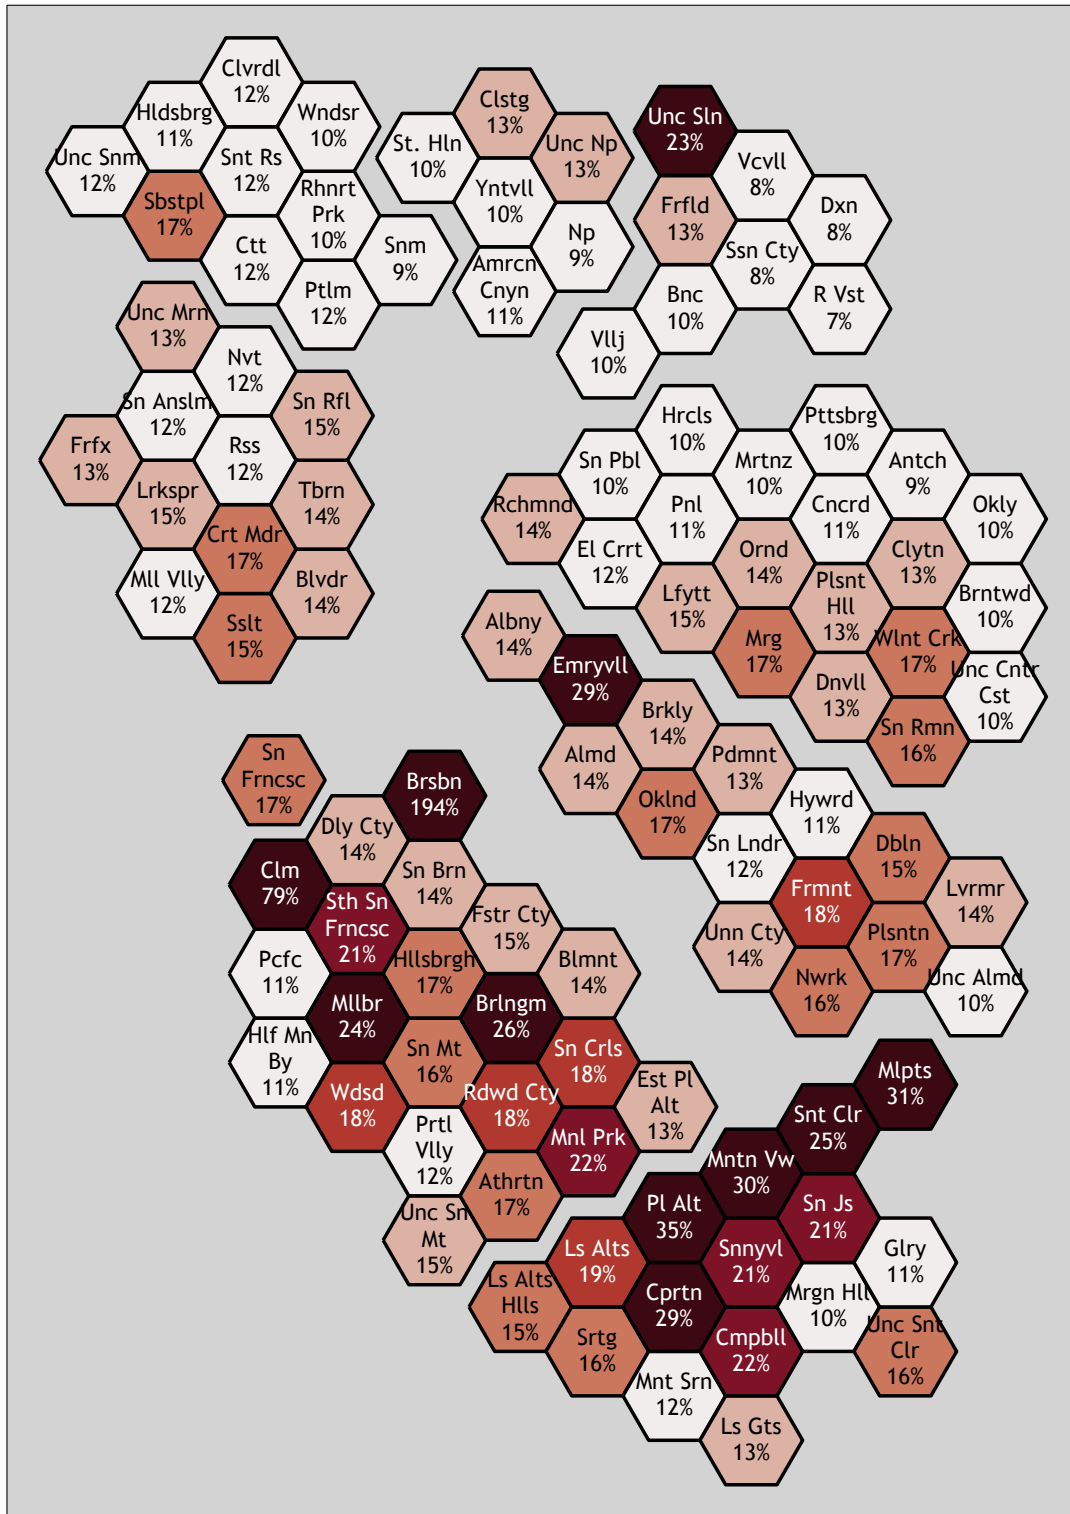 Clvrdl
12%
Hldsbrg
11%
Wndsr
10%
Unc Snm
12%
Snt Rs
12%
Sbstpl
17%
Rhnrt
Prk
10%
Ctt
12%
Snm
9%
Ptlm
12%
Clstg
13%
St. Hln
10%
Unc Np
13%
Yntvll
10%
Np
9%
Amrcn
Cnyn
11%
Unc Sln
23%
Vcvll
8%
Frfld
13%
Dxn
8%
Ssn Cty
8%
Bnc
10%
R Vst
7%
Vllj
10%
Unc Mrn
13%
Nvt
12%
Sn Anslm
12%
Sn Rfl
15%
Frfx
13%
Rss
12%
Lrkspr
15%
Tbrn
14%
Crt Mdr
17%
Mll Vlly
12%
Blvdr
14%
Sslt
15%
Hrcls
10%
Pttsbrg
10%
Sn Pbl
10%
Mrtnz
10%
Antch
9%
Rchmnd
14%
Pnl
11%
Cncrd
11%
Okly
10%
El Crrt
12%
Ornd
14%
Clytn
13%
Lfytt
15%
Plsnt
Hll
13%
Brntwd
10%
Mrg
17%
Wlnt Crk
17%
Dnvll
13%
Unc Cntr
Cst
10%
Sn Rmn
16%
Albny
14%
Emryvll
29%
Brkly
14%
Almd
14%
Pdmnt
13%
Oklnd
17%
Hywrd
11%
Sn Lndr
12%
Dbln
15%
Frmnt
18%
Lvrmr
14%
Unn Cty
14%
Plsntn
17%
Nwrk
16%
Unc Almd
10%
Sn
Frncsc
17%
Brsbn
194%
Dly Cty
14%
Clm
79%
Sn Brn
14%
Sth Sn
Frncsc
21%
Fstr Cty
15%
Pcfc
11%
Hllsbrgh
17%
Blmnt
14%
Mllbr
24%
Brlngm
26%
Hlf Mn
By
11%
Sn Mt
16%
Sn Crls
18%
Wdsd
18%
Rdwd Cty
18%
Est Pl
Alt
13%
Prtl
Vlly
12%
Mnl Prk
22%
Athrtn
17%
Unc Sn
Mt
15%
Mlpts
31%
Snt Clr
25%
Mntn Vw
30%
Pl Alt
35%
Sn Js
21%
Ls Alts
19%
Snnyvl
21%
Glry
11%
Ls Alts
Hlls
15%
Cprtn
29%
Mrgn Hll
10%
Srtg
16%
Cmpbll
22%
Unc Snt
Clr
16%
Mnt Srn
12%
Ls Gts
13%